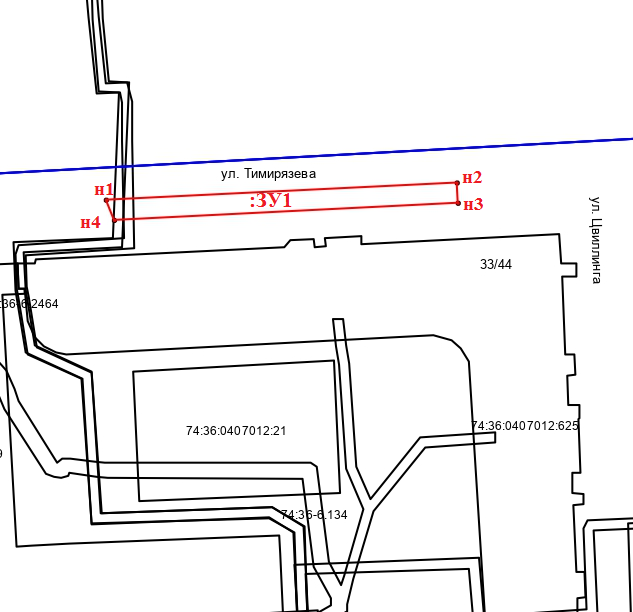 ул. Тимирязева
н1
н2
:ЗУ1
н3
н4
ул. Цвиллинга
33/44
:36-6.2464
74:36:0407012:21
74:36:0407012:625
9
74:36-6.134